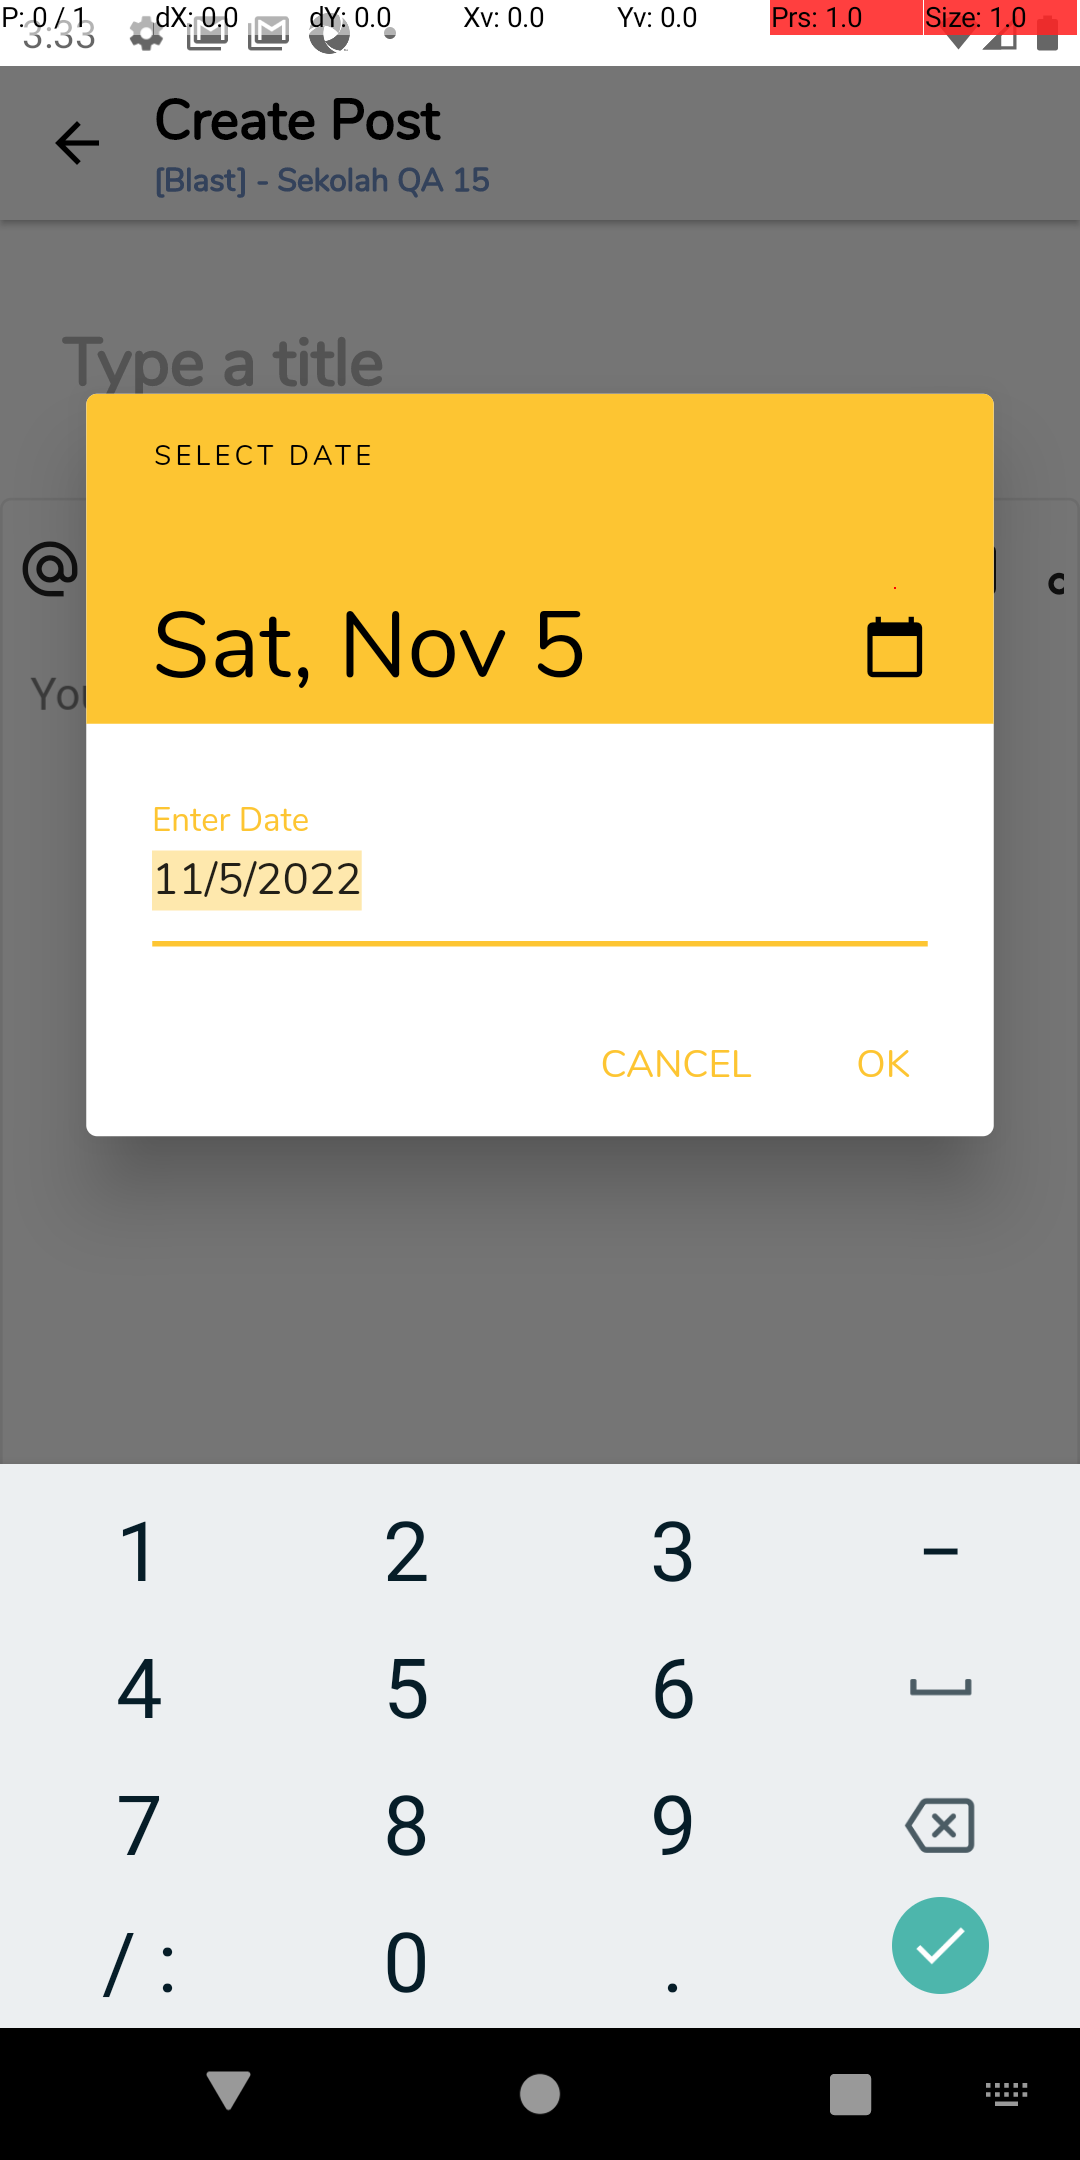 P: 0 / 1 dX: 0.0 dY: 0.0 Xv: 0.0 Yv: 0.0 Prs: 1.0 Size: 1.0
3:33
Create Post
[Blast] - Sekolah QA 15
Type a title
SELECT DATE
Sat, Nov 5
Enter Date
11/5/2022
CANCEL OK
1 2 3 –
4 5 6
7 8 9
/ : 0 .